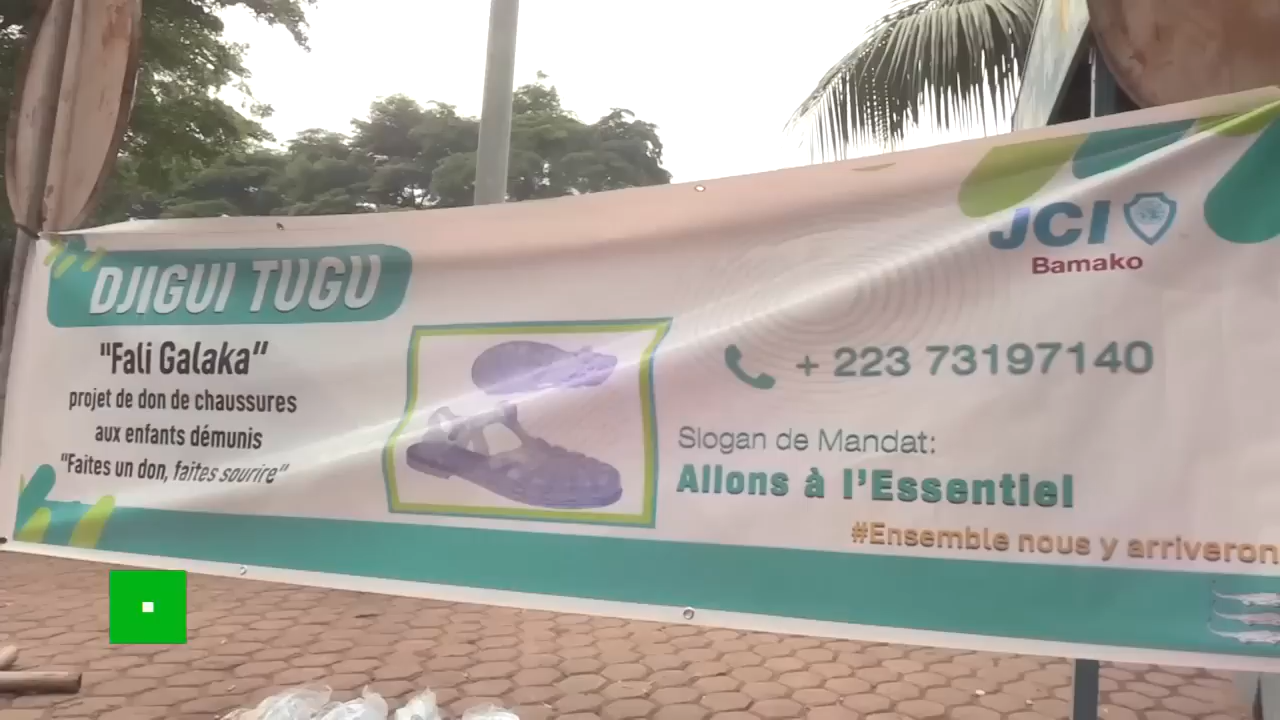 DJIGUI TUGU
"Fali Galaka"
projet de don de chaussures
aux enfants démunis
"Faites un don, faites sourire"
JCI
Bamako
+ 223 73197140
Slogan de Mandat:
Allons à l'Essentiel
#Ensemble nous y arriveron